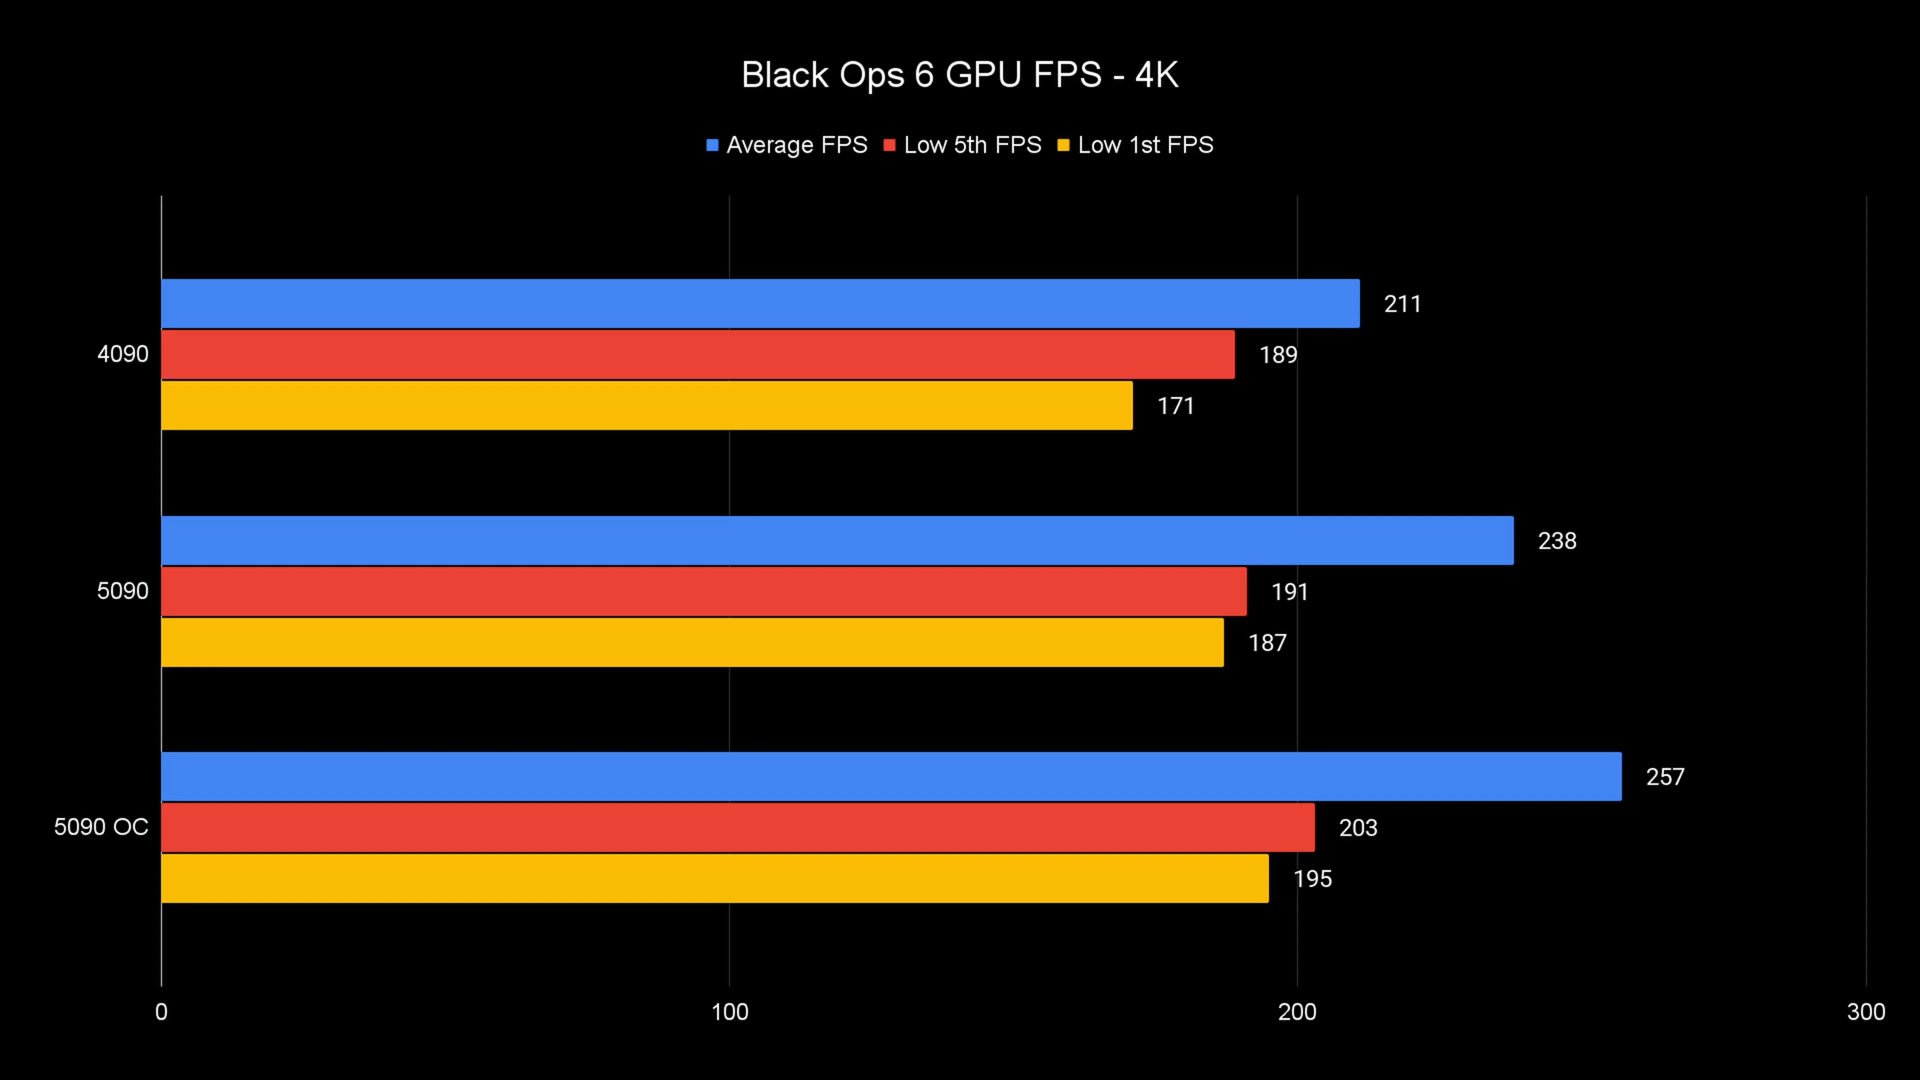 Black Ops 6 GPU FPS - 4K
Average FPS Low 5th FPS Low 1st FPS
211
4090
189
171
238
5090
191
187
257
5090 OC
203
195
0 100 200 300